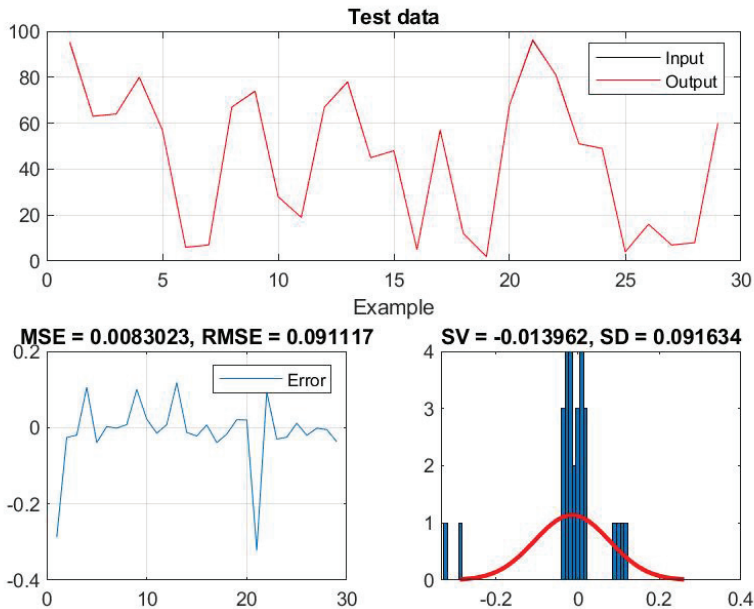 Test data
100
80
60
40
20
0
Input
Output
0 5 10 15 20 25 30
Example
MSE = 0.0083023, RMSE = 0.091117
0.2
0
-0.2
-0.4
Error
0 10 20 30
SV = -0.013962, SD = 0.091634
4
3
2
1
0
-0.2 0 0.2 0.4